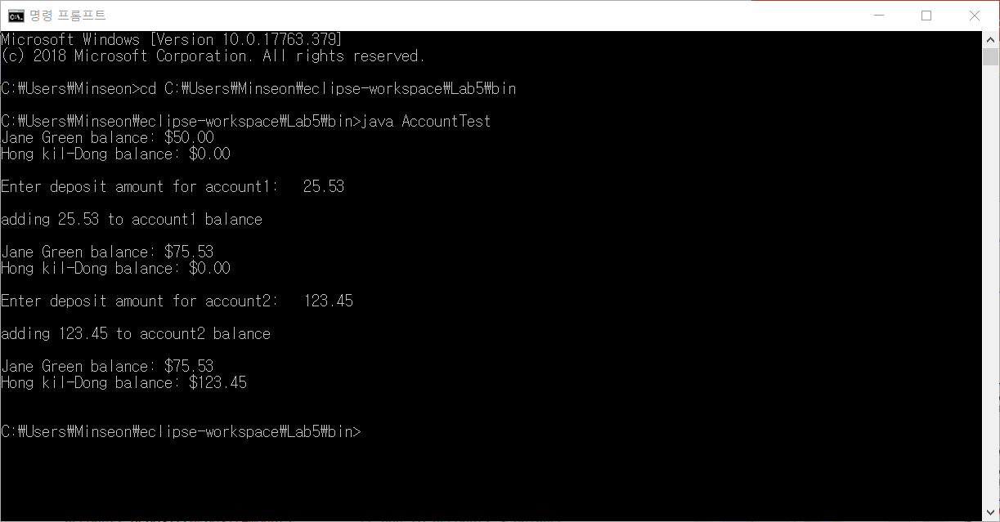 명령 프롬프트
Microsoft Windows [Version 10.0.17763.379]
(c) 2018 Microsoft Corporation. All rights reserved.
C:₩Users₩Minseon>cd C:₩Users₩Minseon₩eclipse-workspace₩Lab5₩bin
C:₩Users₩Minseon₩eclipse-workspace₩Lab5₩bin>java AccountTest
Jane Green balance: $50.00
Hong kil-Dong balance: $0.00
Enter deposit amount for account1:   25.53
adding 25.53 to account1 balance
Jane Green balance: $75.53
Hong kil-Dong balance: $0.00
Enter deposit amount for account2:   123.45
adding 123.45 to account2 balance
Jane Green balance: $75.53
Hong kil-Dong balance: $123.45
C:₩Users₩Minseon₩eclipse-workspace₩Lab5₩bin>